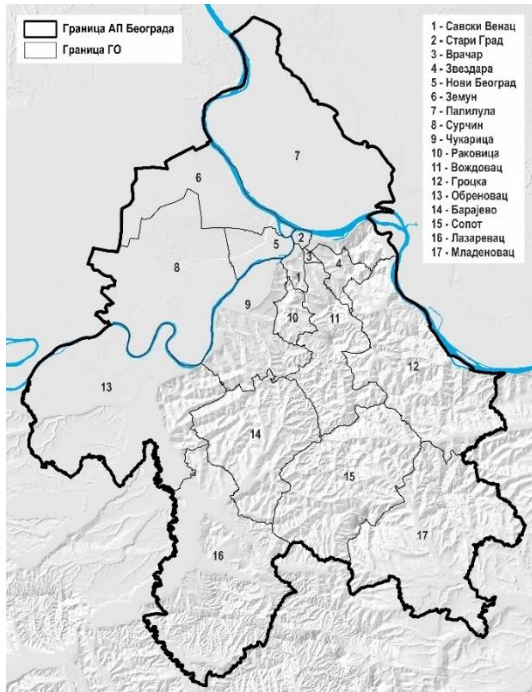 Граница АП Београда
Граница ГО
1 - Савски Венац
2 - Стари Град
3 - Врачар
4 - Звездара
5 - Нови Београд
6 - Земун
7 - Папилула
8 - Сурчин
9 - Чукарица
10 - Раковица
11 - Вождовац
12 - Гроцка
13 - Обреновац
14 - Барајево
15 - Сопот
16 - Лазаревац
17 - Младеновац
7
6
2
5
3
4
8
1
9
10
11
12
13
14
15
17
16